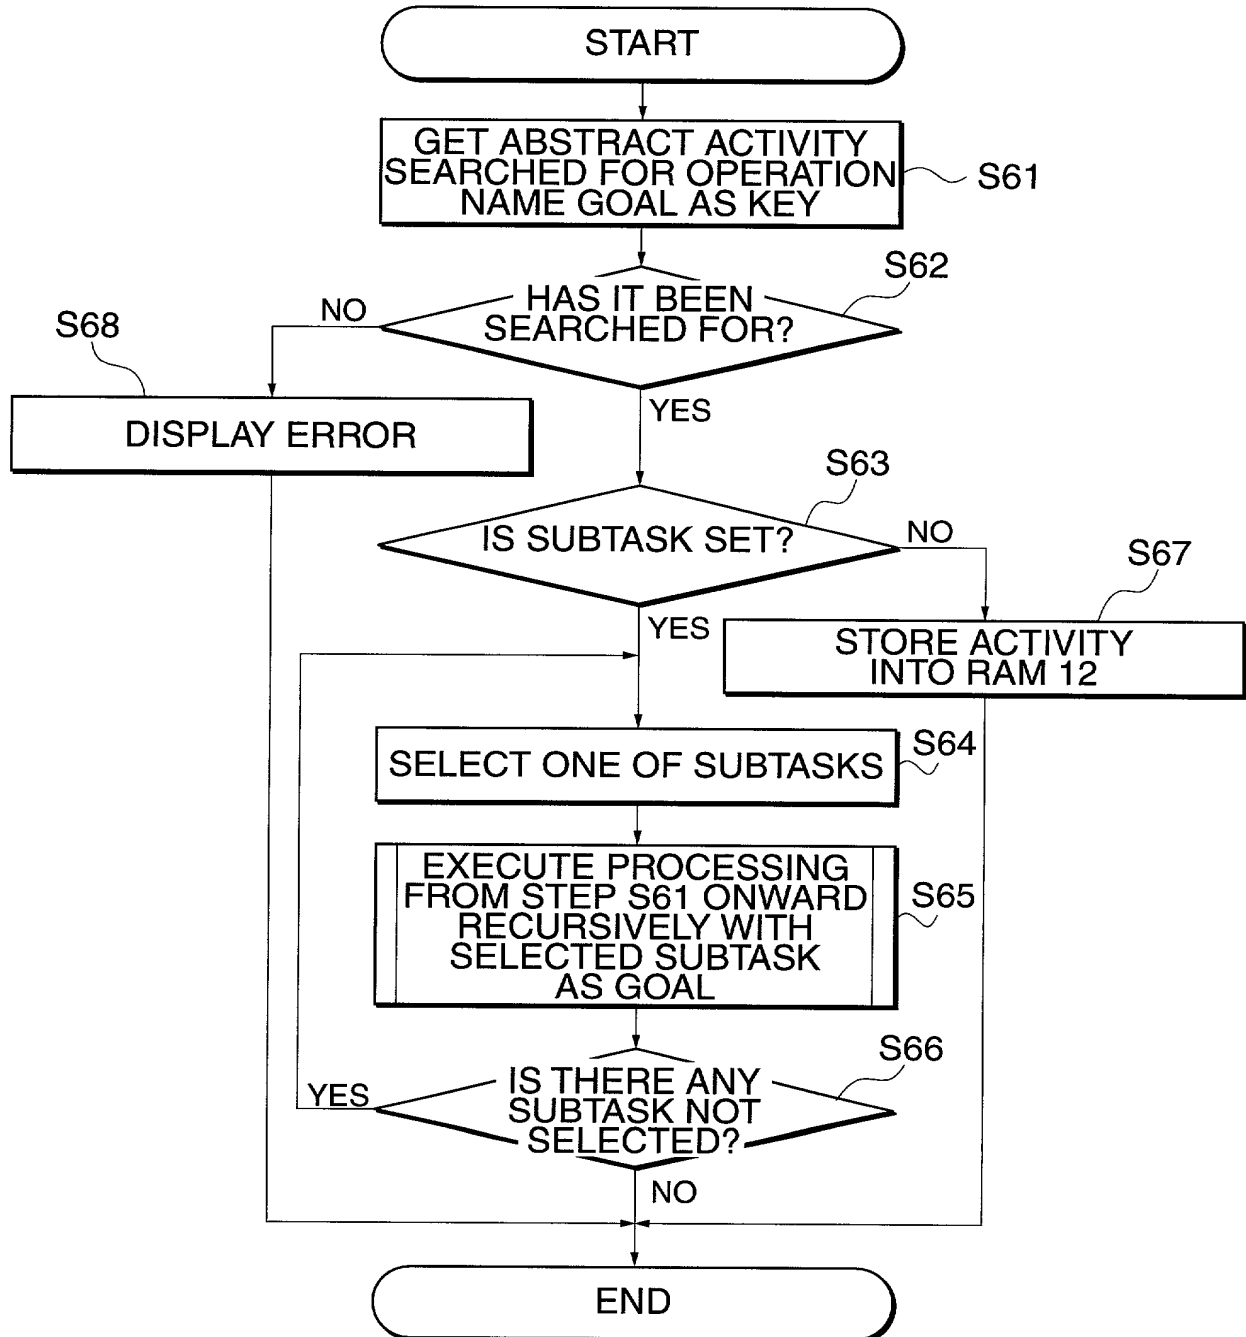 START
GET ABSTRACT ACTIVITY
SEARCHED FOR OPERATION
NAME GOAL AS KEY
S61
S62
HAS IT BEEN
SEARCHED FOR?
NO
S68
YES
DISPLAY ERROR
S63
IS SUBTASK SET?
NO
S67
YES
STORE ACTIVITY
INTO RAM 12
S64
SELECT ONE OF SUBTASKS
EXECUTE PROCESSING
FROM STEP S61 ONWARD
RECURSIVELY WITH
SELECTED SUBTASK
AS GOAL
S65
S66
IS THERE ANY
SUBTASK NOT
SELECTED?
YES
NO
END